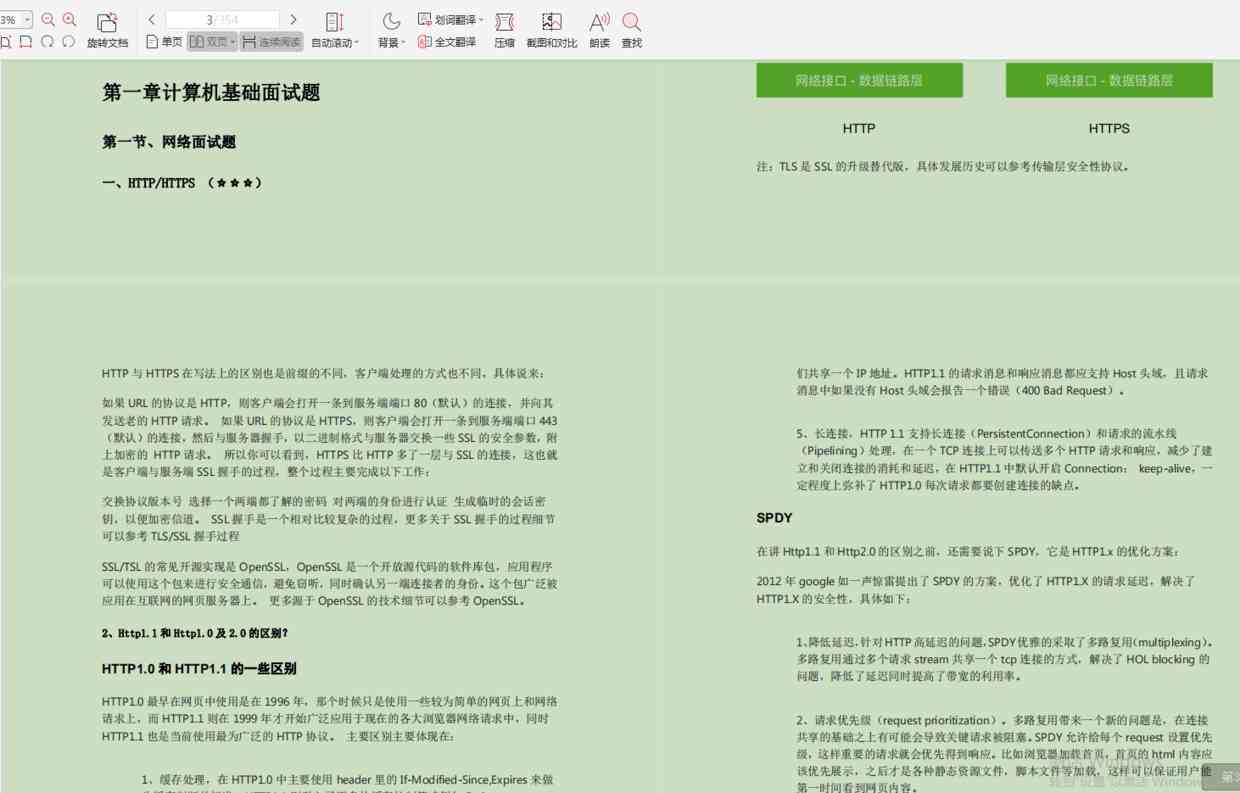 3%
3/354
旋转文档
单页
双页
连续阅读
自动滚动
背景
划词翻译
全文翻译
压缩
截图和对比
朗读
查找
第一章计算机基础面试题
第一节、网络面试题
一、HTTP/HTTPS （★★★）
网络接口 - 数据链路层
网络接口 - 数据链路层
HTTP
HTTPS
注：TLS 是 SSL 的升级替代版，具体发展历史可以参考传输层安全性协议。
HTTP 与 HTTPS 在写法上的区别也是前缀的不同，客户端处理的方式也不同，具体说来：
如果 URL 的协议是 HTTP，则客户端会打开一条到服务端端口 80（默认）的连接，并向其
发送老的 HTTP 请求。 如果 URL 的协议是 HTTPS，则客户端会打开一条到服务端端口 443
（默认）的连接，然后与服务器握手，以二进制格式与服务器交换一些 SSL 的安全参数，附
上加密的 HTTP 请求。 所以你可以看到，HTTPS 比 HTTP 多了一层与 SSL 的连接，这也就
是客户端与服务端 SSL 握手的过程，整个过程主要完成以下工作：
交换协议版本号 选择一个两端都了解的密码 对两端的身份进行认证 生成临时的会话密
钥，以便加密信道。 SSL 握手是一个相对比较复杂的过程，更多关于 SSL 握手的过程细节
可以参考 TLS/SSL 握手过程
SSL/TSL 的常见开源实现是 OpenSSL，OpenSSL 是一个开放源代码的软件库包，应用程序
可以使用这个包来进行安全通信，避免窃听，同时确认另一端连接者的身份。这个包广泛被
应用在互联网的网页服务器上。 更多源于 OpenSSL 的技术细节可以参考 OpenSSL。
2、Http1.1 和 Http1.0 及 2.0 的区别？
HTTP1.0 和 HTTP1.1 的一些区别
HTTP1.0 最早在网页中使用是在 1996 年，那个时候只是使用一些较为简单的网页上和网络
请求上，而 HTTP1.1 则在 1999 年才开始广泛应用于现在的各大浏览器网络请求中，同时
HTTP1.1 也是当前使用最为广泛的 HTTP 协议。 主要区别主要体现在：
1、缓存处理，在 HTTP1.0 中主要使用 header 里的 If-Modified-Since,Expires 来做
们共享一个 IP 地址。HTTP1.1 的请求消息和响应消息都应支持 Host 头域，且请求
消息中如果没有 Host 头域会报告一个错误（400 Bad Request）。
5、长连接，HTTP 1.1 支持长连接（PersistentConnection）和请求的流水线
（Pipelining）处理，在一个 TCP 连接上可以传送多个 HTTP 请求和响应，减少了建
立和关闭连接的消耗和延迟，在 HTTP1.1 中默认开启 Connection： keep-alive，一
定程度上弥补了 HTTP1.0 每次请求都要创建连接的缺点。
SPDY
在讲 Http1.1 和 Http2.0 的区别之前，还需要说下 SPDY，它是 HTTP1.x 的优化方案：
2012 年 google 如一声惊雷提出了 SPDY 的方案，优化了 HTTP1.X 的请求延迟，解决了
HTTP1.X 的安全性，具体如下：
1、降低延迟，针对 HTTP 高延迟的问题，SPDY 优雅的采取了多路复用（multiplexing）。
多路复用通过多个请求 stream 共享一个 tcp 连接的方式，解决了 HOL blocking 的
问题，降低了延迟同时提高了带宽的利用率。
2、请求优先级（request prioritization）。多路复用带来一个新的问题是，在连接
共享的基础之上有可能会导致关键请求被阻塞。SPDY 允许给每个 request 设置优先
级，这样重要的请求就会优先得到响应。比如浏览器加载首页，首页的 html 内容应
该优先展示，之后才是各种静态资源文件，脚本文件等加载，这样可以保证用户能
第一时间看到网页内容。